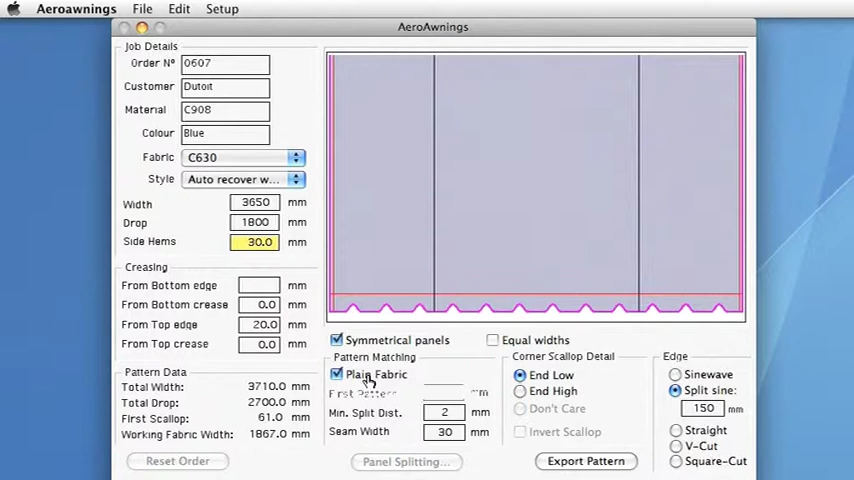 Aeroawnings File Edit Setup
AeroAwnings
Job Details
Order Nº 0607
Customer Dutoit
Material C908
Colour Blue
Fabric C630
Style Auto recover w...
Width 3650 mm
Drop 1800 mm
Side Hems 30.0 mm
Creasing
From Bottom edge
From Bottom crease 0.0
From Top edge 20.0
From Top crease 0.0
Pattern Data
Total Width: 3710.0 mm
Total Drop: 2700.0 mm
First Scallop: 61.0 mm
Working Fabric Width: 1867.0 mm
Reset Order
Symmetrical panels Equal widths
Pattern Matching
Plain Fabric
First Pattern mm
Min. Split Dist. 2 mm
Seam Width 30 mm
Panel Splitting...
Corner Scallop Detail
End Low
End High
Don't Care
Invert Scallop
Export Pattern
Edge
Sinewave
Split sine:
150 mm
Straight
V-Cut
Square-Cut